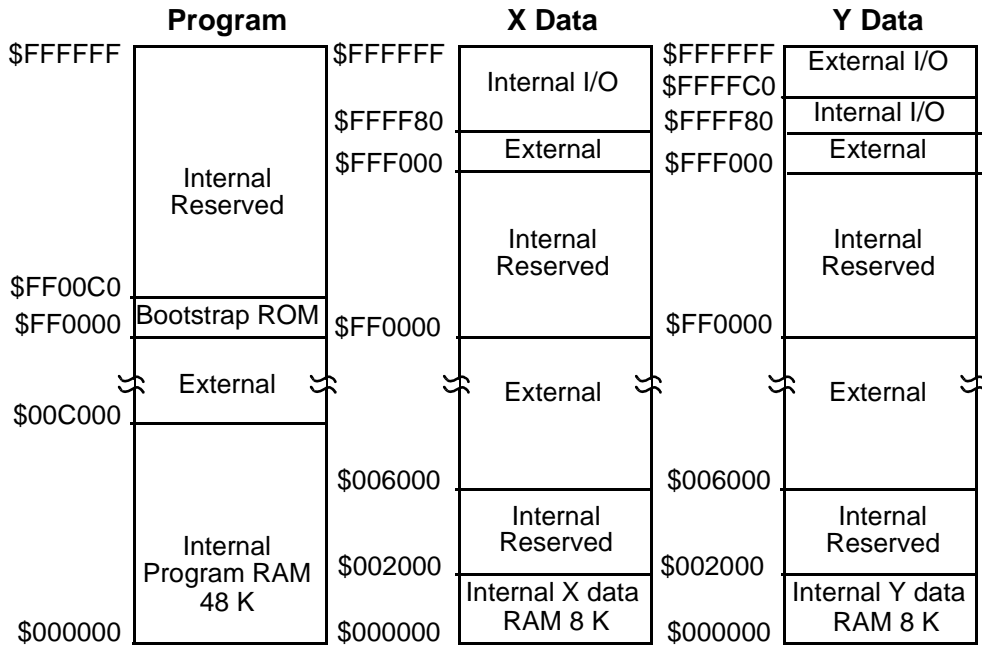 Program
X Data
Y Data
$FFFFFF
Internal
Reserved
$FF00C0
Bootstrap ROM
$FF0000
External
$00C000
Internal
Program RAM
48 K
$000000
$FFFFFF
Internal I/O
$FFFF80
External
$FFF000
Internal
Reserved
$FF0000
External
$006000
Internal
Reserved
$002000
Internal X data
RAM 8 K
$000000
$FFFFFF
External I/O
$FFFFC0
Internal I/O
$FFFF80
External
$FFF000
Internal
Reserved
$FF0000
External
$006000
Internal
Reserved
$002000
Internal Y data
RAM 8 K
$000000